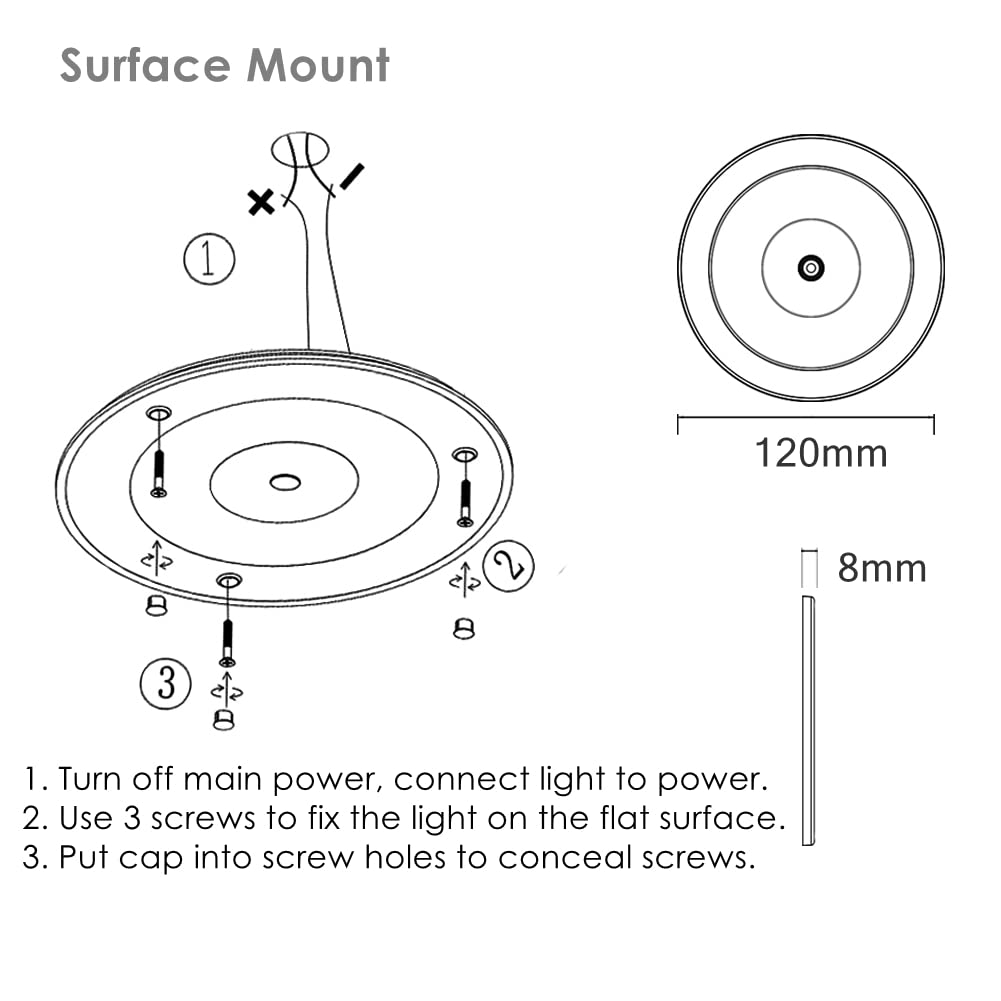 Surface Mount
1
2
3
120mm
8mm
1. Turn off main power, connect light to power.
2. Use 3 screws to fix the light on the flat surface.
3. Put cap into screw holes to conceal screws.